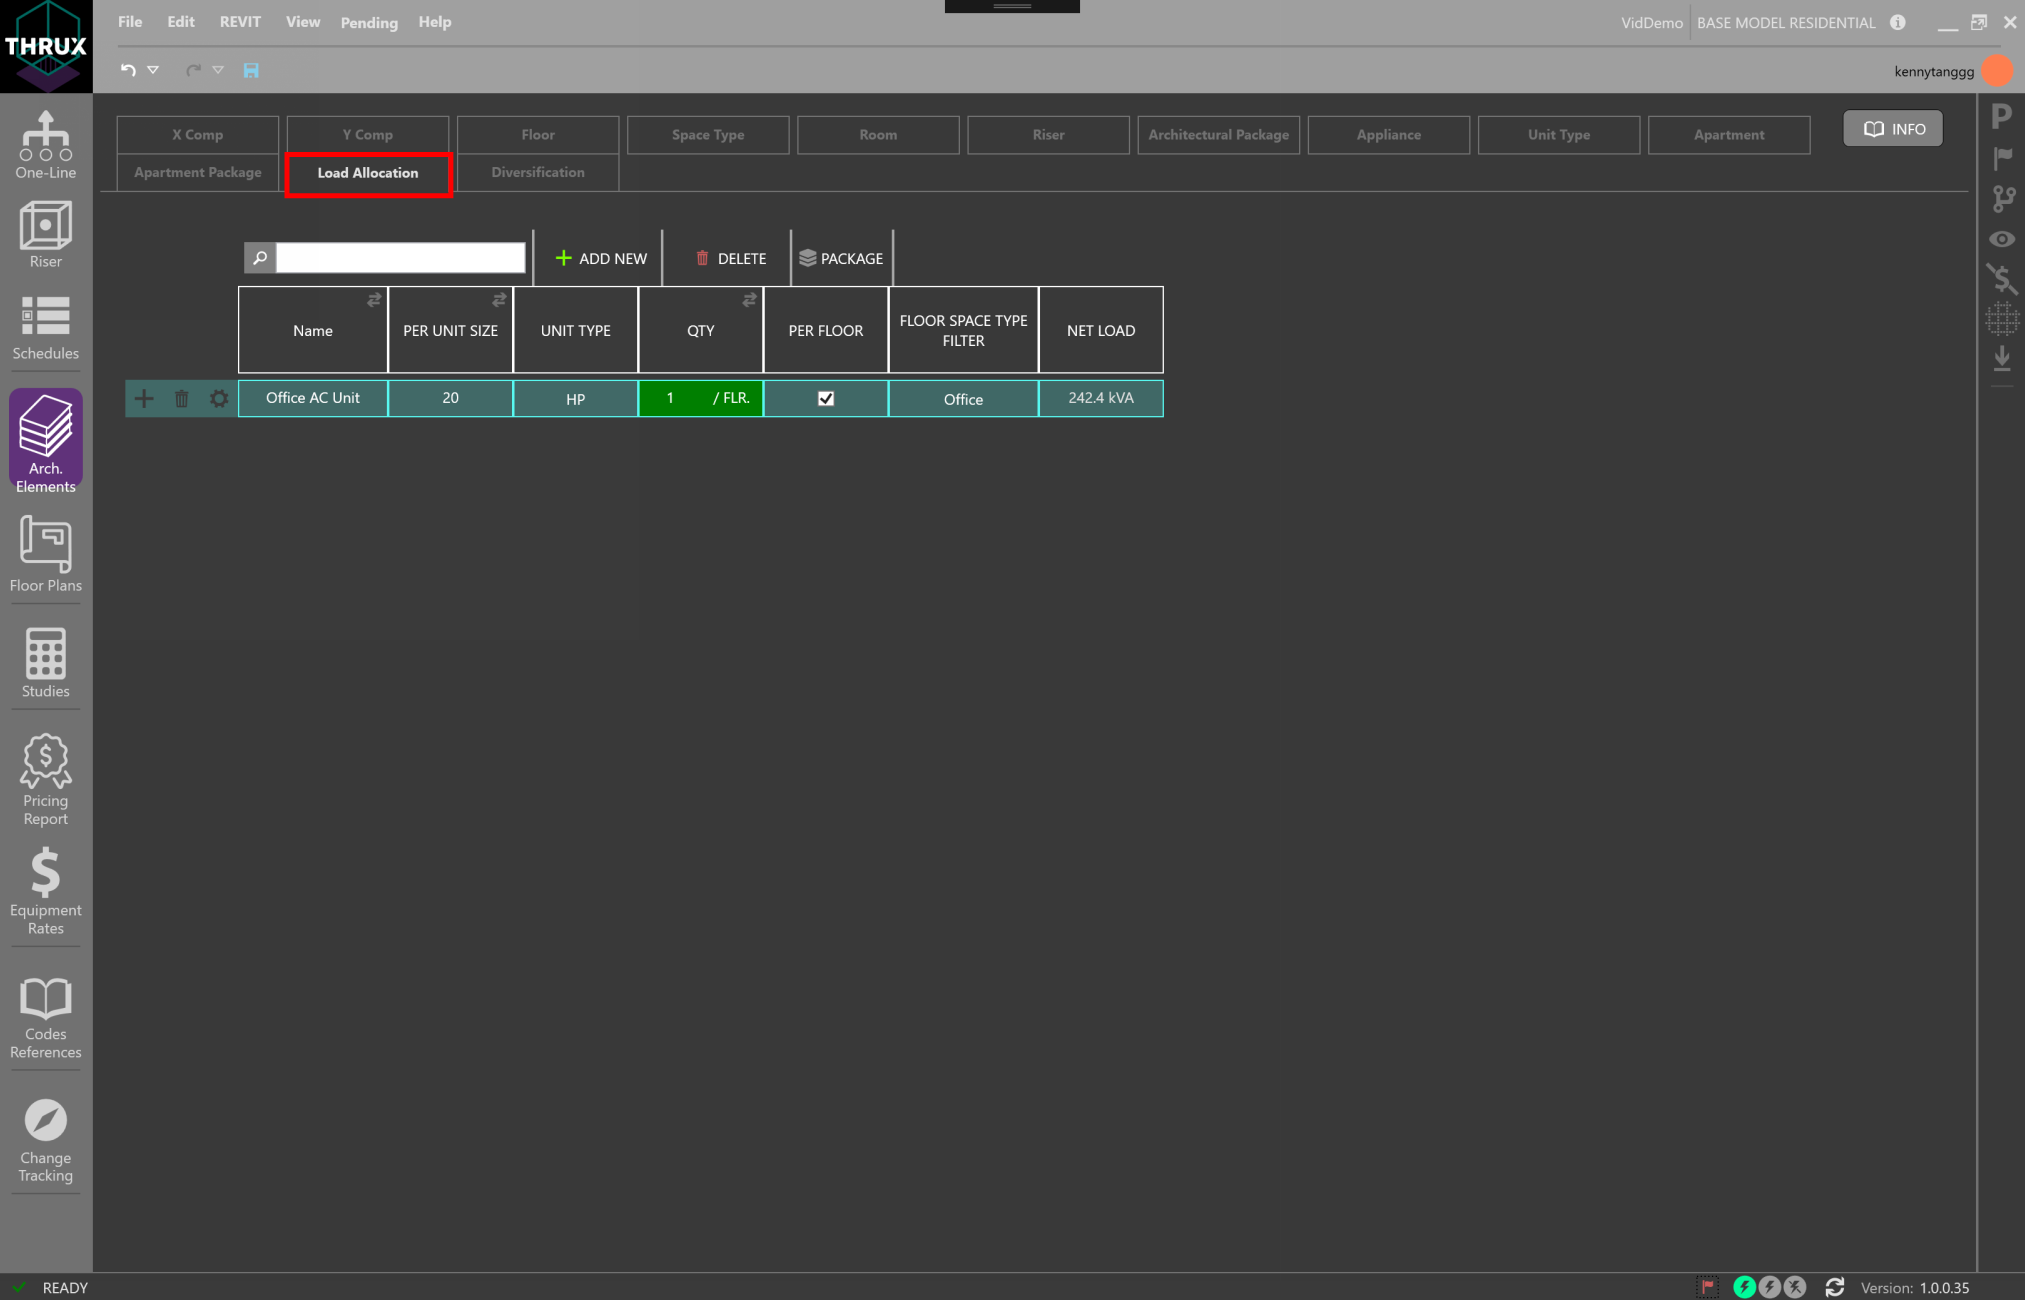 THRUX
File Edit REVIT View Pending Help
VidDemo BASE MODEL RESIDENTIAL
kennytanggg
X Comp Y Comp Floor Space Type Room Riser Architectural Package Appliance Unit Type Apartment
INFO
Apartment Package Load Allocation Diversification
ADD NEW DELETE PACKAGE
Name PER UNIT SIZE UNIT TYPE QTY PER FLOOR FLOOR SPACE TYPE
FILTER NET LOAD
Office AC Unit 20 HP 1 / FLR. Office 242.4 kVA
One-Line
Riser
Schedules
Arch.
Elements
Floor Plans
Studies
Pricing
Report
Equipment
Rates
Codes
References
Change
Tracking
P
READY
Version: 1.0.0.35